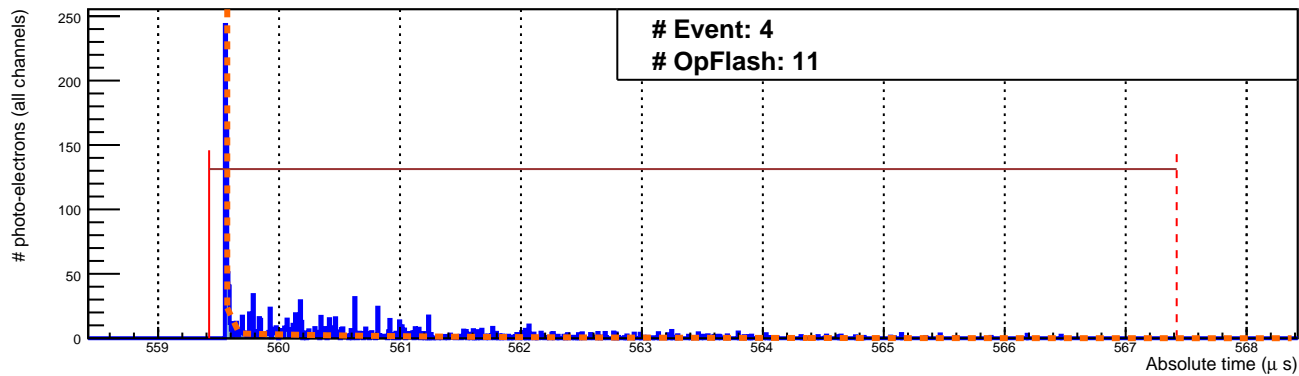 # Event: 4
# OpFlash: 11
# photo-electrons (all channels)
250
200
150
100
50
0
559 560 561 562 563 564 565 566 567 568
Absolute time (μ s)